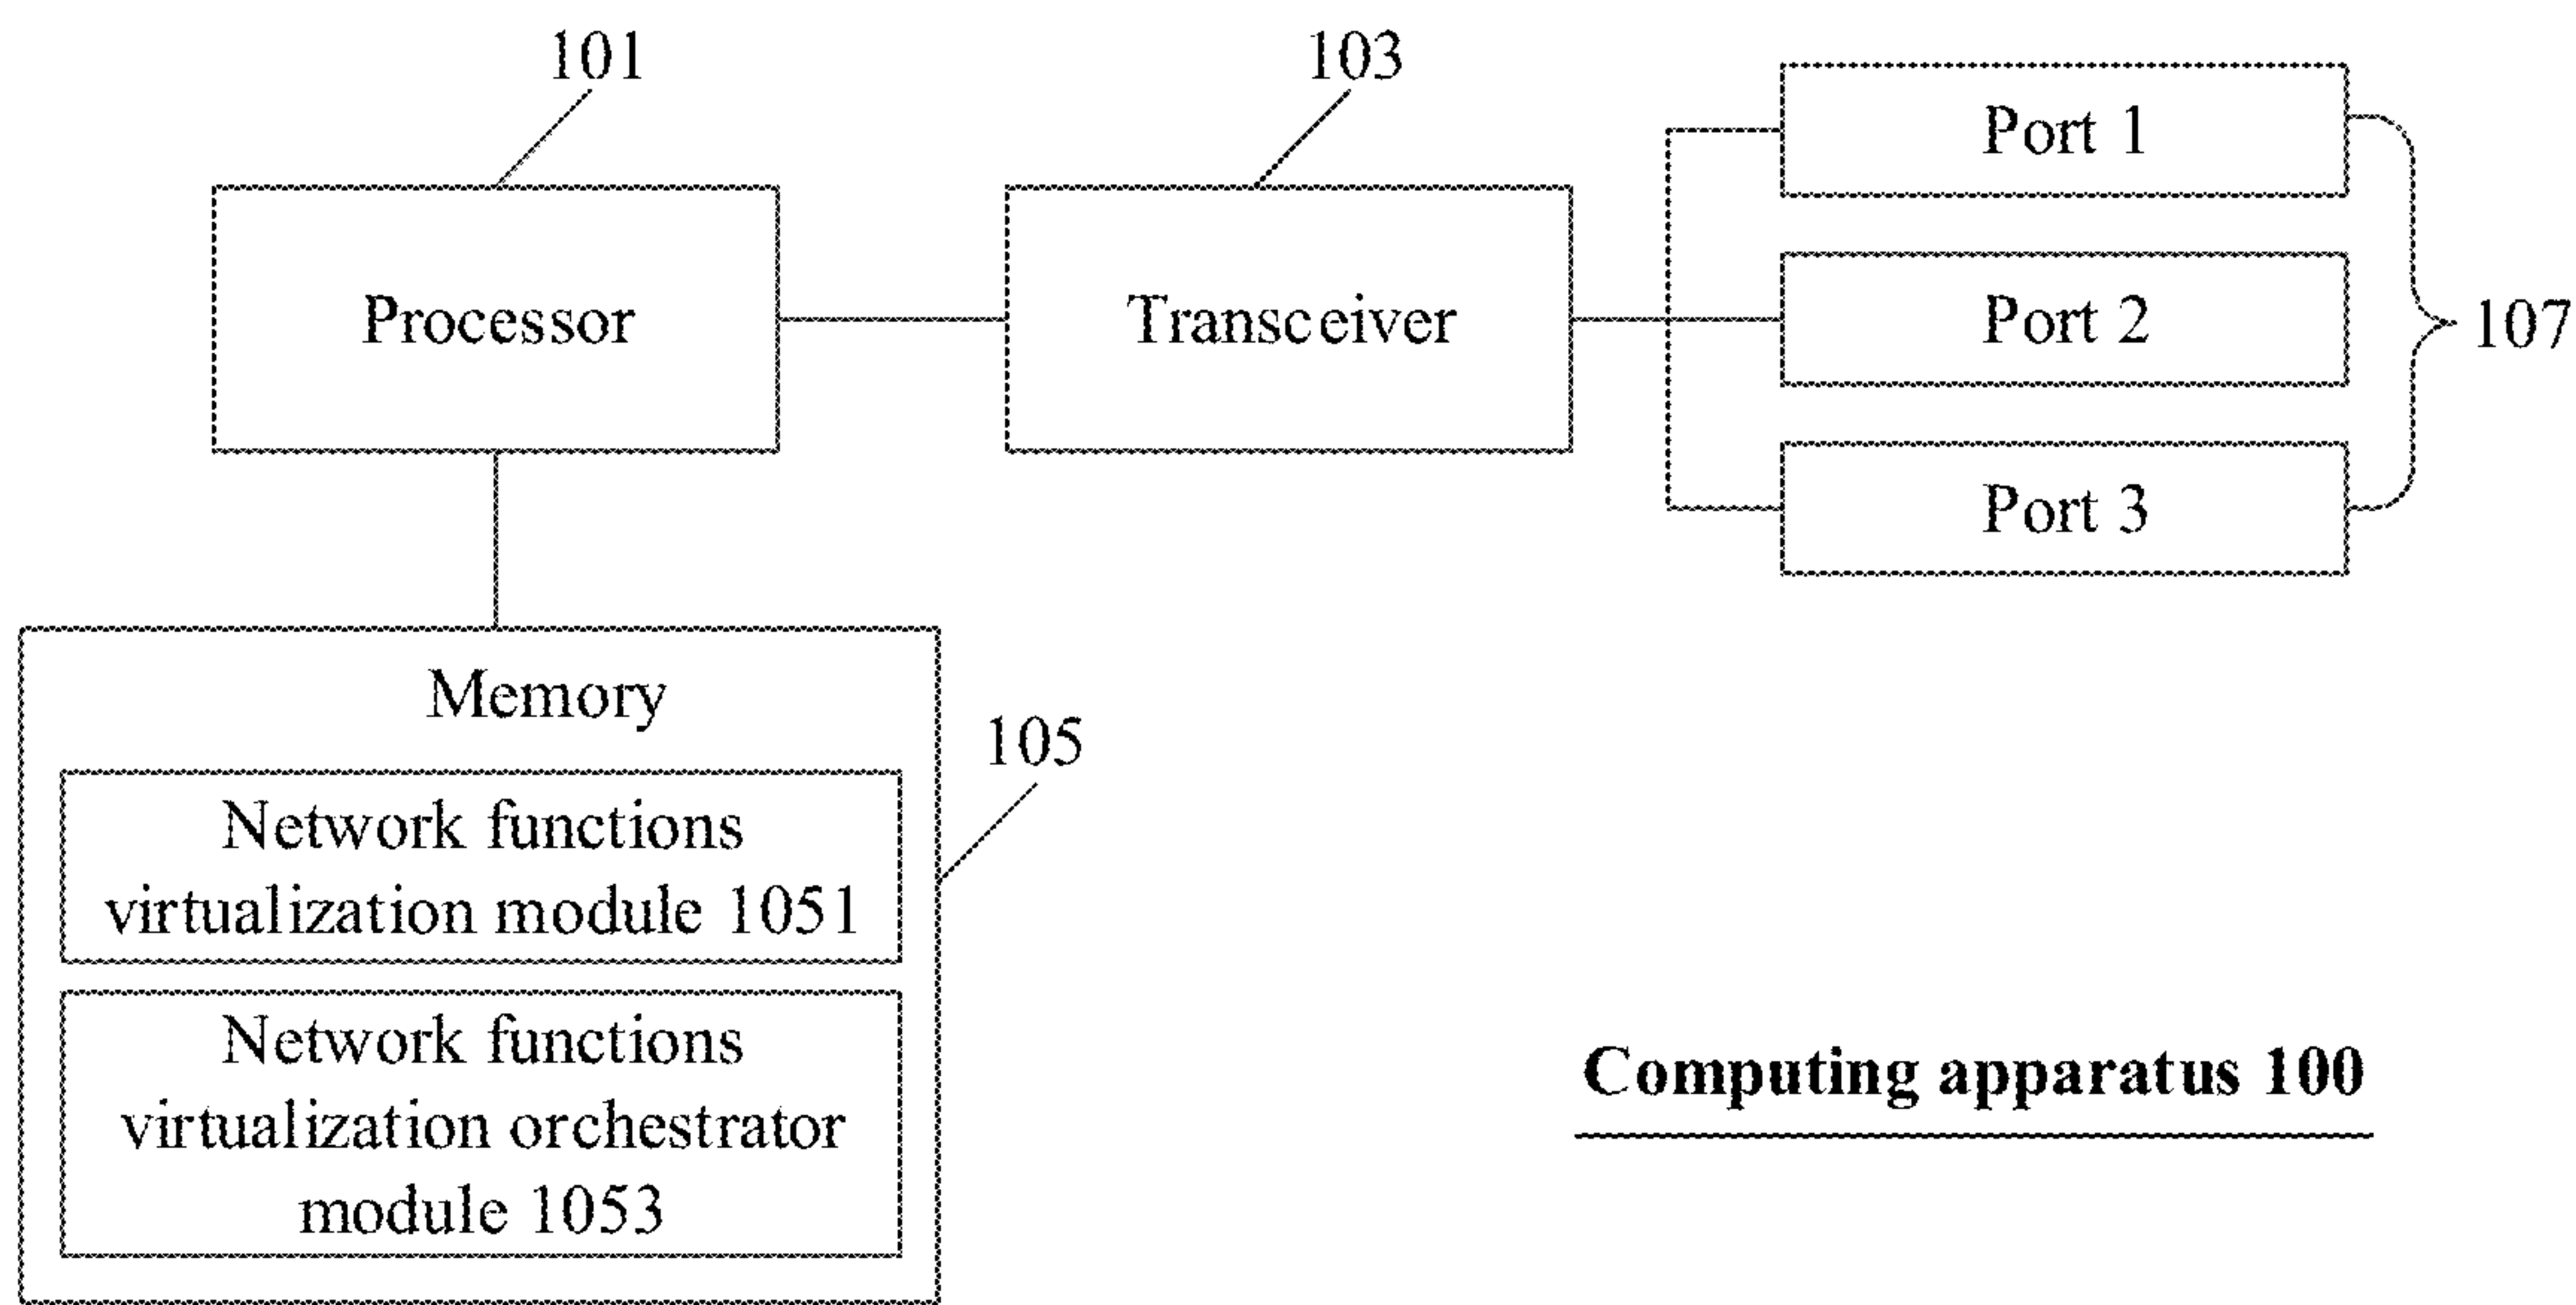 101
103
Port 1
Processor
Transceiver
Port 2
107
Port 3
Memory
105
Network functions
virtualization module 1051
Network functions
virtualization orchestrator
module 1053
Computing apparatus 100